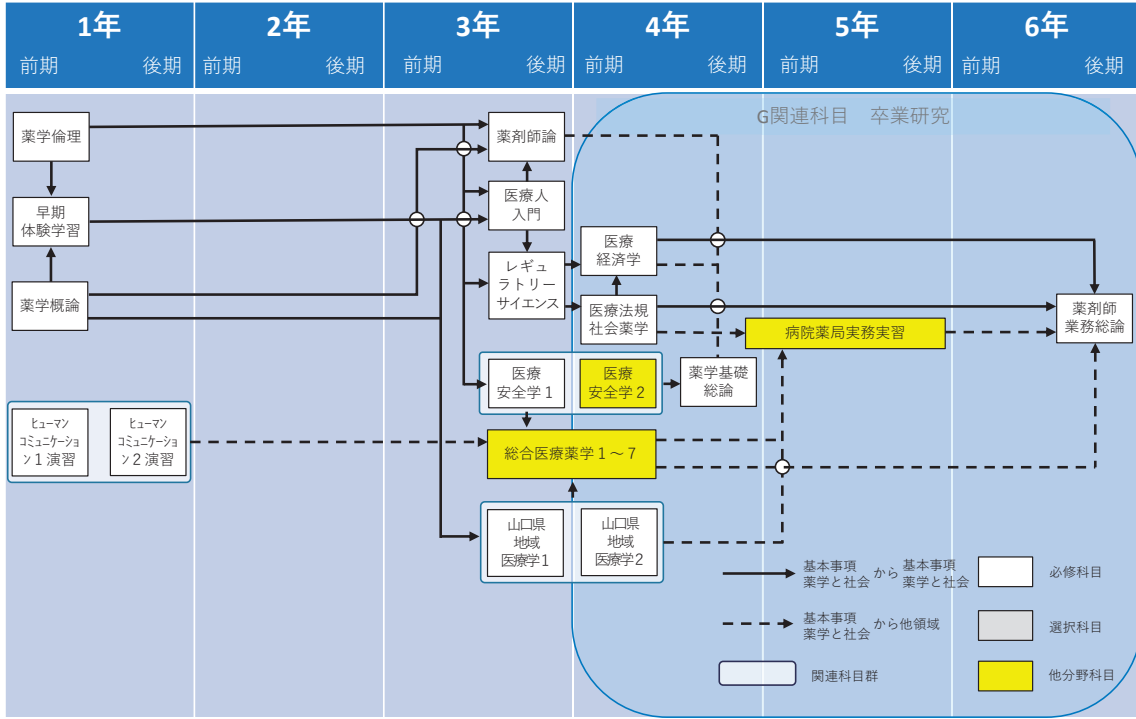 1年
2年
3年
4年
5年
6年
前期
後期
前期
後期
前期
後期
前期
後期
前期
後期
前期
後期
G関連科目　卒業研究
薬学倫理
早期
体験学習
薬学概論
ヒューマン
コミュニケーショ
ン１演習
ヒューマン
コミュニケーショ
ン２演習
薬剤師論
医療人
入門
レギュ
ラトリー
サイエンス
医療
経済学
医療法規
社会薬学
医療
安全学１
医療
安全学２
薬学基礎
総論
病院薬局実務実習
薬剤師
業務総論
総合医療薬学１～７
山口県
地域
医療学1
山口県
地域
医療学2
基本事項
薬学と社会
から
基本事項
薬学と社会
基本事項
薬学と社会
から他領域
関連科目群
必修科目
選択科目
他分野科目